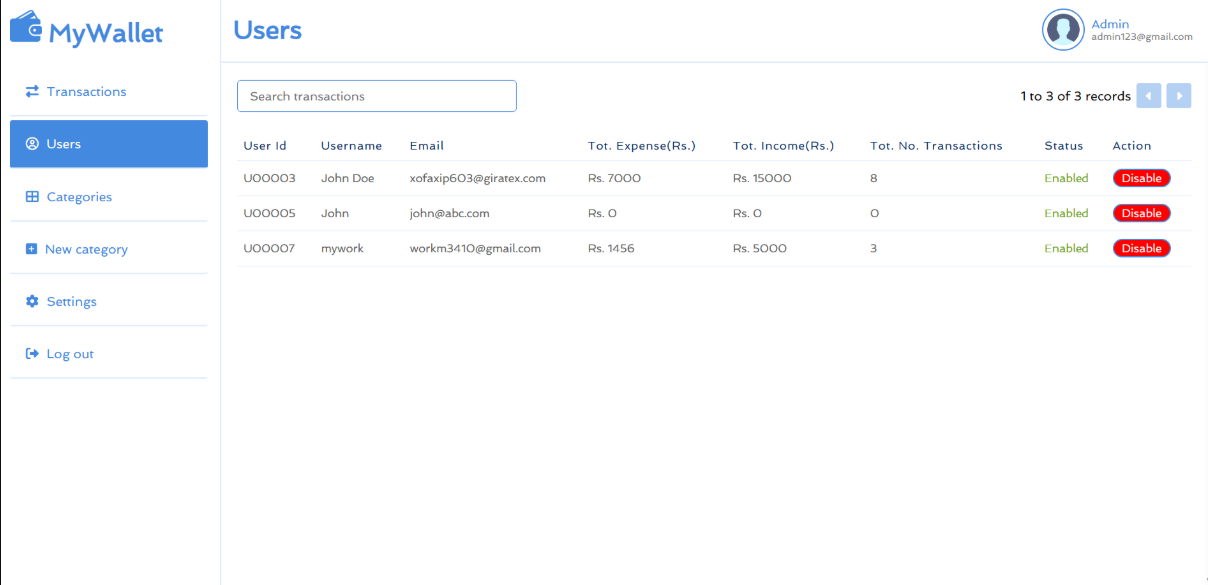 MyWallet
Users
Admin
admin123@gmail.com
Transactions
Users
Categories
New category
Settings
Log out
Search transactions
1 to 3 of 3 records
User Id Username Email Tot. Expense(Rs.) Tot. Income(Rs.) Tot. No. Transactions Status Action
U00003 John Doe xofaxip603@giratex.com Rs. 7000 Rs. 15000 8 Enabled Disable
U00005 John john@abc.com Rs. 0 Rs. 0 0 Enabled Disable
U00007 mywork workm3410@gmail.com Rs. 1456 Rs. 5000 3 Enabled Disable